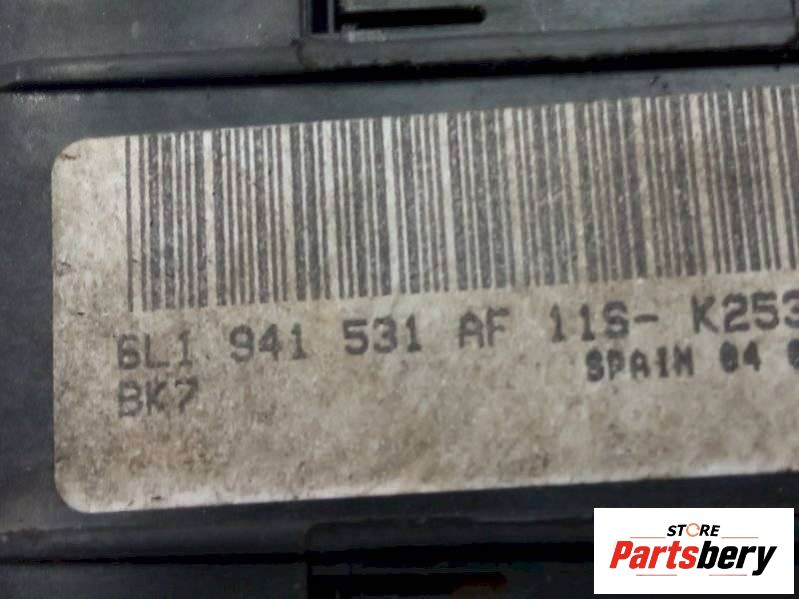 6L1 941 531 AF 11S- K253
BK7
SPAIN 04
STORE
Partsbery